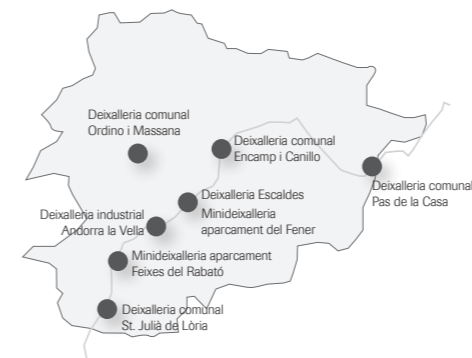 Deixalleria comunal
Ordino i Massana
Deixalleria comunal
Encamp i Canillo
Deixalleria comunal
Pas de la Casa
Deixalleria Escaldes
Minideixalleria
aparcament del Fener
Deixalleria industrial
Andorra la Vella
Minideixalleria aparcament
Feixes del Rabató
Deixalleria comunal
St. Julià de Lòria